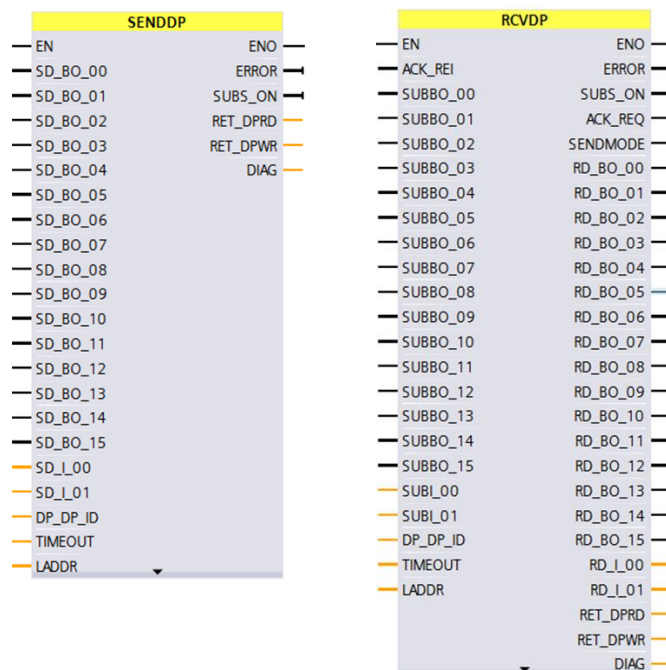 SENDDP
EN ENO
SD_BO_00 ERROR
SD_BO_01 SUBS_ON
SD_BO_02 RET_DPRD
SD_BO_03 RET_DPWR
SD_BO_04 DIAG
SD_BO_05
SD_BO_06
SD_BO_07
SD_BO_08
SD_BO_09
SD_BO_10
SD_BO_11
SD_BO_12
SD_BO_13
SD_BO_14
SD_BO_15
SD_I_00
SD_I_01
DP_DP_ID
TIMEOUT
LADDR
RCVDP
EN ENO
ACK_REI ERROR
SUBBO_00 SUBS_ON
SUBBO_01 ACK_REQ
SUBBO_02 SENDMODE
SUBBO_03 RD_BO_00
SUBBO_04 RD_BO_01
SUBBO_05 RD_BO_02
SUBBO_06 RD_BO_03
SUBBO_07 RD_BO_04
SUBBO_08 RD_BO_05
SUBBO_09 RD_BO_06
SUBBO_10 RD_BO_07
SUBBO_11 RD_BO_08
SUBBO_12 RD_BO_09
SUBBO_13 RD_BO_10
SUBBO_14 RD_BO_11
SUBBO_15 RD_BO_12
SUBI_00 RD_BO_13
SUBI_01 RD_BO_14
DP_DP_ID RD_BO_15
TIMEOUT RD_I_00
LADDR RD_I_01
RET_DPRD
RET_DPWR
DIAG